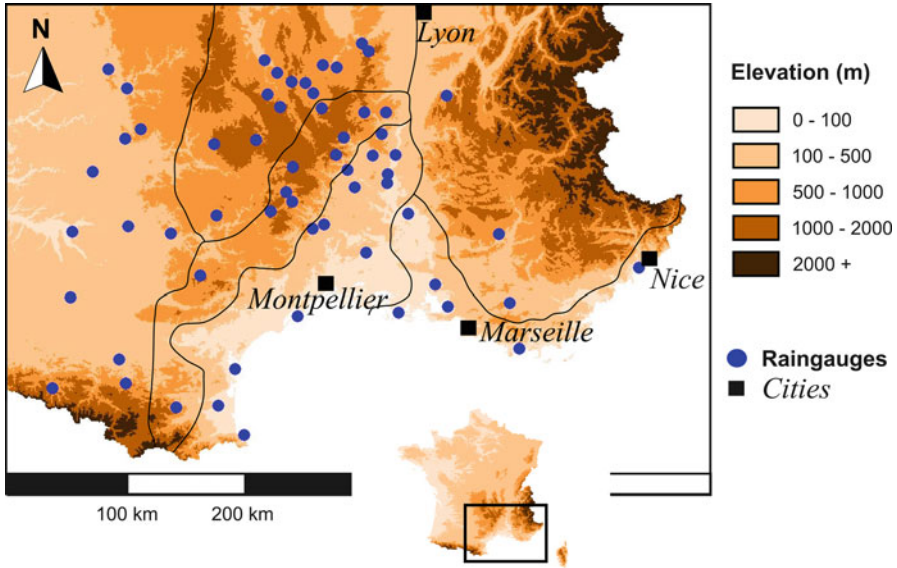 N
Lyon
Montpellier
Marseille
Nice
100 km
200 km
Elevation (m)
0 - 100
100 - 500
500 - 1000
1000 - 2000
2000 +
Raingauges
Cities